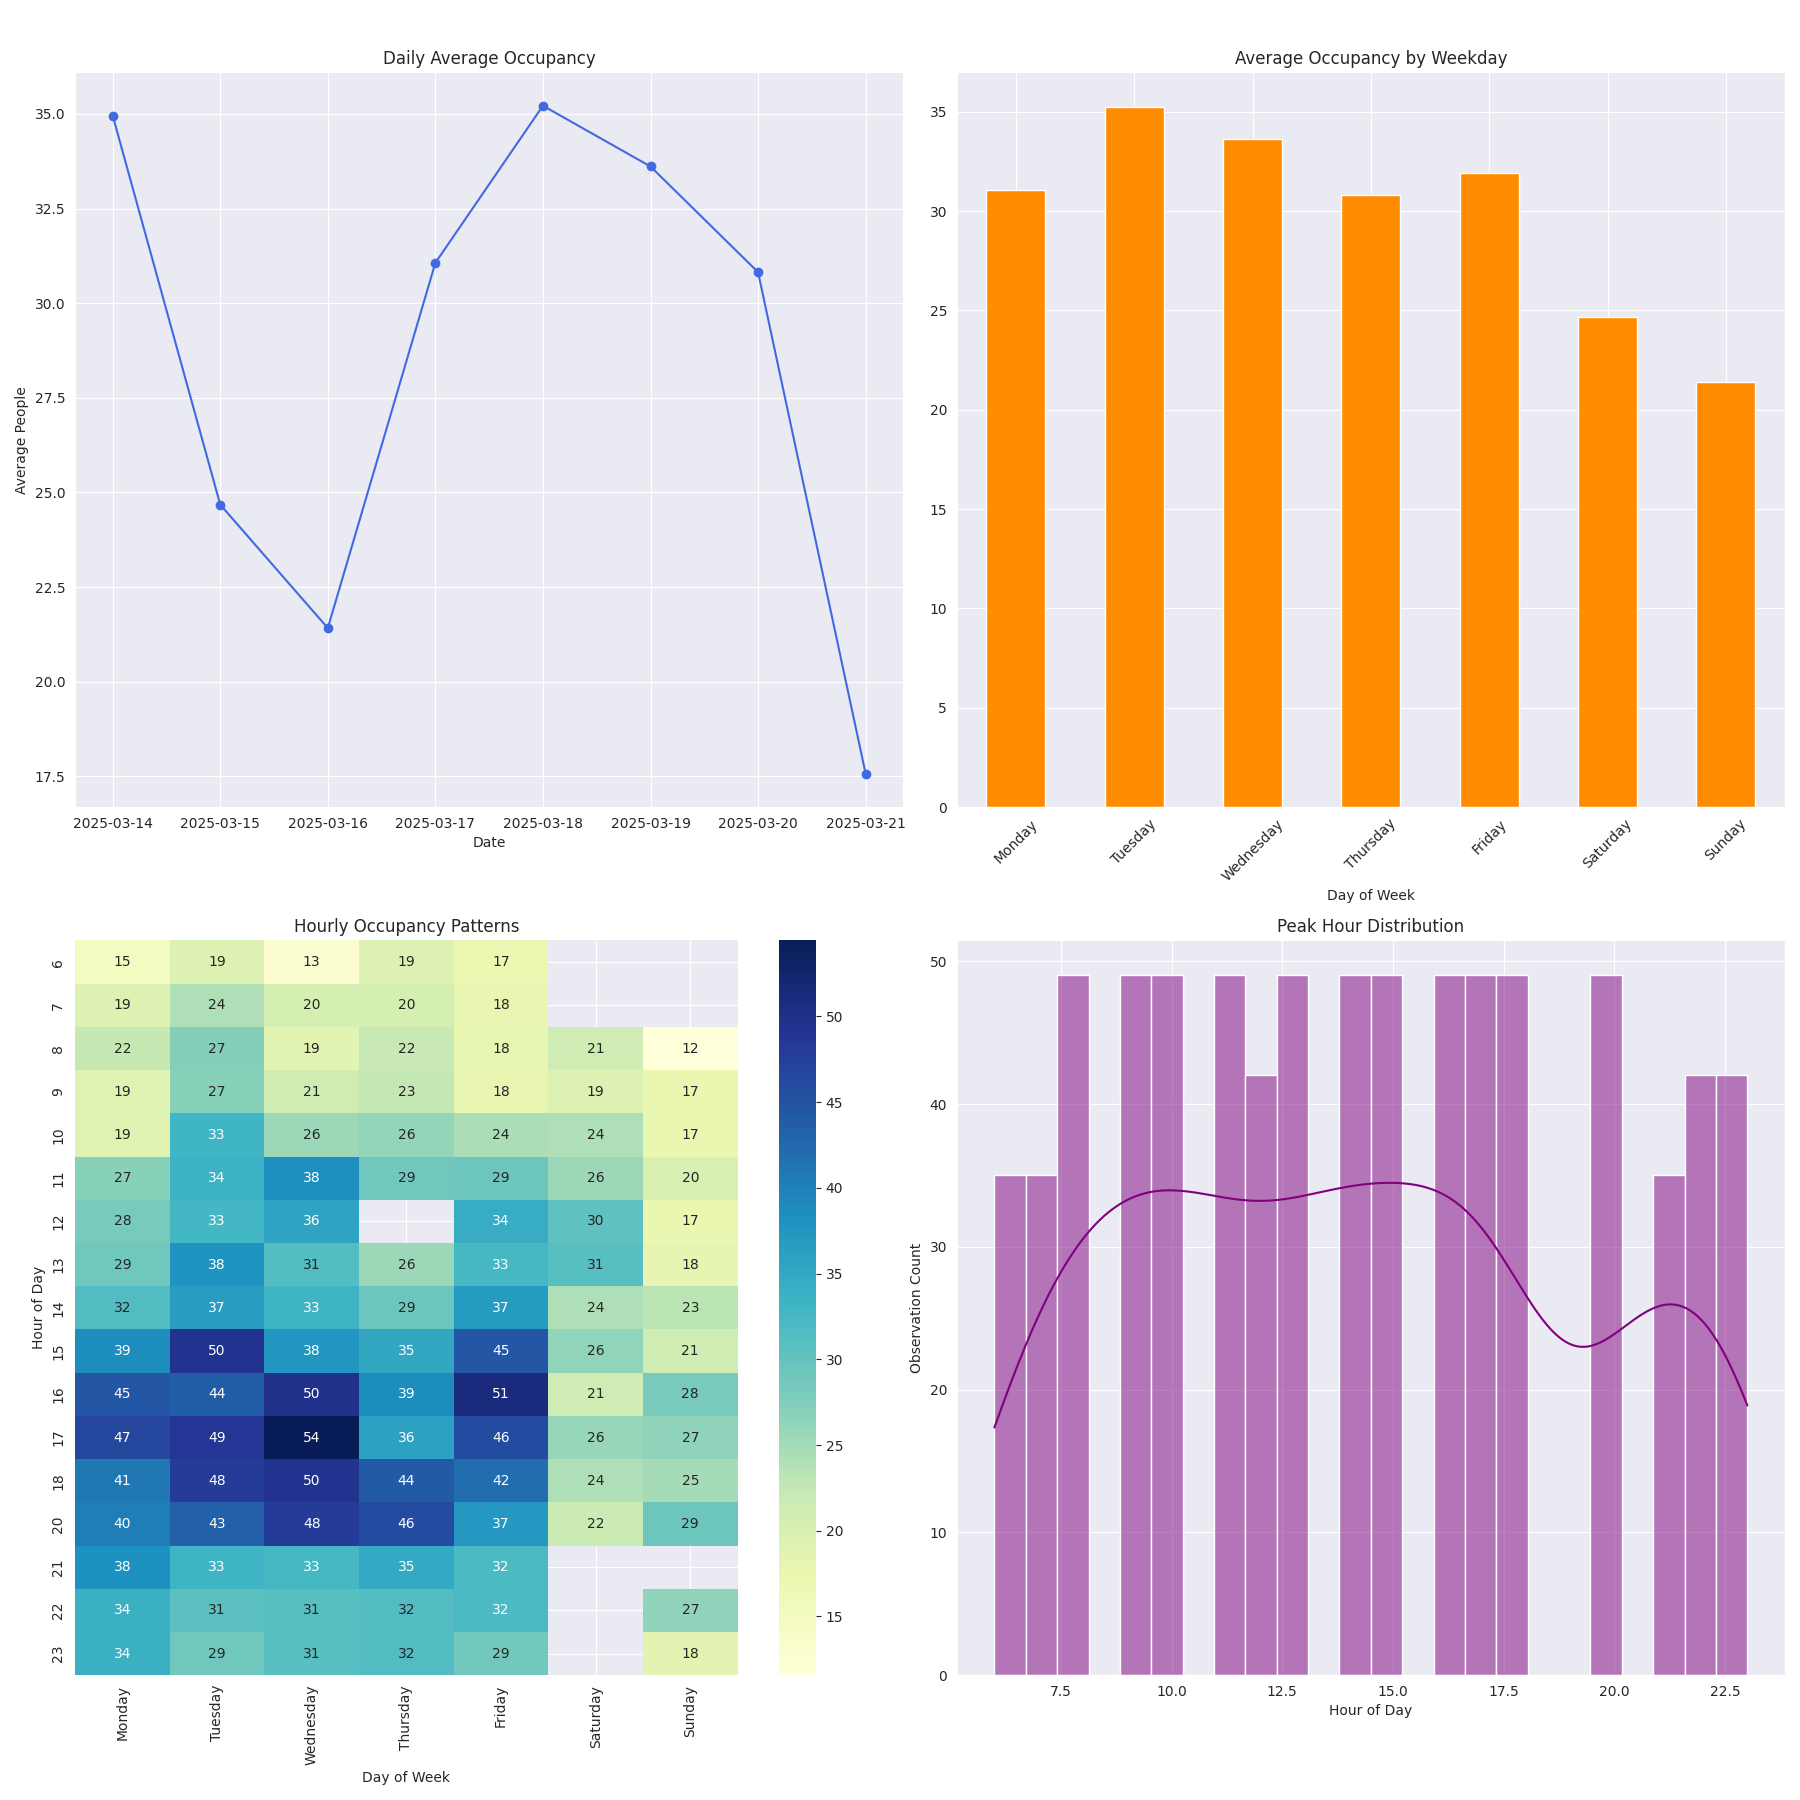 Daily Average Occupancy
35.0
32.5
30.0
27.5
25.0
22.5
20.0
17.5
Average People
2025-03-14 2025-03-15 2025-03-16 2025-03-17 2025-03-18 2025-03-19 2025-03-20 2025-03-21
Date
Average Occupancy by Weekday
35
30
25
20
15
10
5
0
Monday Tuesday Wednesday Thursday Friday Saturday Sunday
Day of Week
Hourly Occupancy Patterns
Hour of Day
6 15 19 13 19 17
7 19 24 20 20 18
8 22 27 19 22 18 21 12
9 19 27 21 23 18 19 17
10 19 33 26 26 24 24 17
11 27 34 38 29 29 26 20
12 28 33 36 34 30 17
13 29 38 31 26 33 31 18
14 32 37 33 29 37 24 23
15 39 50 38 35 45 26 21
16 45 44 50 39 51 21 28
17 47 49 54 36 46 26 27
18 41 48 50 44 42 24 25
20 40 43 48 46 37 22 29
21 38 33 33 35 32
22 34 31 31 32 32 27
23 34 29 31 32 29 18
Monday Tuesday Wednesday Thursday Friday Saturday Sunday
Day of Week
50
45
40
35
30
25
20
15
Peak Hour Distribution
50
40
30
20
10
0
Observation Count
7.5 10.0 12.5 15.0 17.5 20.0 22.5
Hour of Day